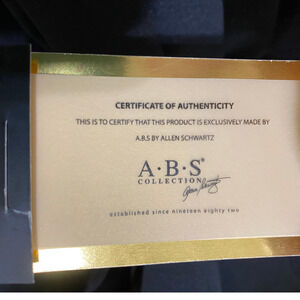 CERTIFICATE OF AUTHENTICITY
THIS IS TO CERTIFY THAT THIS PRODUCT IS EXCLUSIVELY MADE BY
A.B.S BY ALLEN SCHWARTZ
A·B·S®
COLLECTION
established since nineteen eighty two